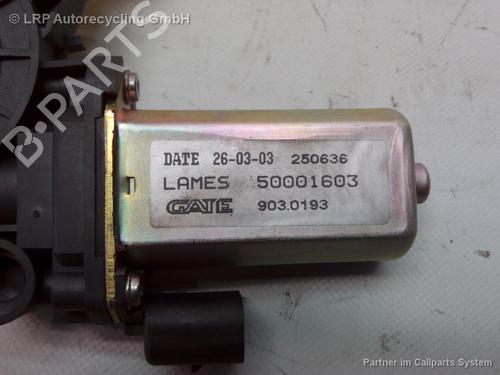 © LRP Autorecycling GmbH
B-PARTS
DATE 26-03-03 250636
LAMES 50001603
GATE 903.0193
Partner im Callparts System